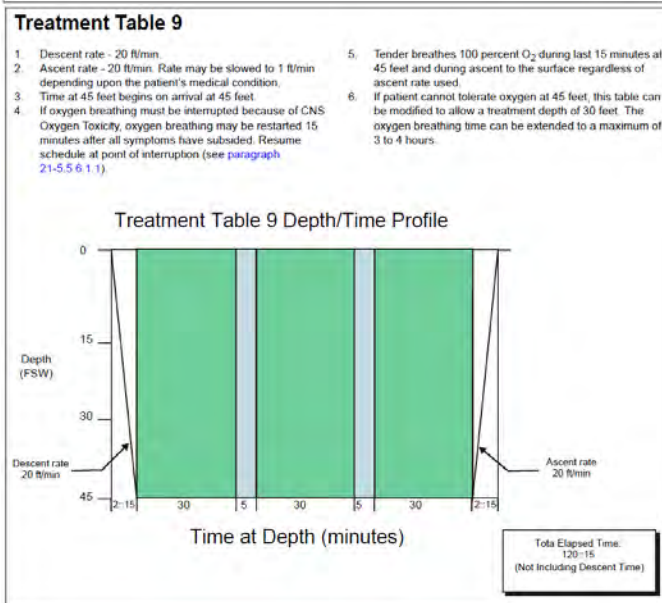 Treatment Table 9
1. Descent rate - 20 ft/min.
2. Ascent rate - 20 ft/min. Rate may be slowed to 1 ft/min
depending upon the patient's medical condition.
3. Time at 45 feet begins on arrival at 45 feet.
4. If oxygen breathing must be interrupted because of CNS
Oxygen Toxicity, oxygen breathing may be restarted 15
minutes after all symptoms have subsided. Resume
schedule at point of interruption (see paragraph
21-5.5.6.1.1).
5. Tender breathes 100 percent O₂ during last 15 minutes at
45 feet and during ascent to the surface regardless of
ascent rate used.
6. If patient cannot tolerate oxygen at 45 feet, this table can
be modified to allow a treatment depth of 30 feet. The
oxygen breathing time can be extended to a maximum of
3 to 4 hours.
Treatment Table 9 Depth/Time Profile
0
15
Depth
(FSW)
30
Descent rate
20 ft/min
Ascent rate
20 ft/min
45
2::15 30 5 30 5 30 2::15
Time at Depth (minutes)
Tota Elapsed Time:
120::15
(Not Including Descent Time)